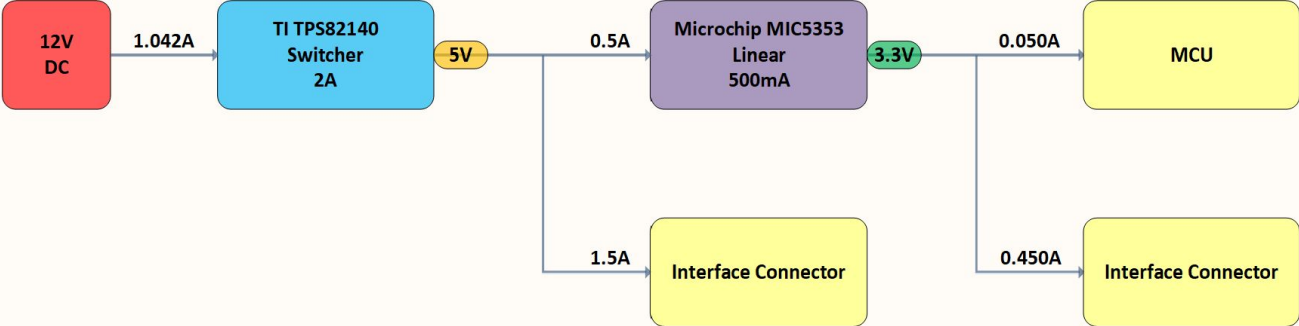 12V
DC
1.042A
TI TPS82140
Switcher
2A
5V
0.5A
Microchip MIC5353
Linear
500mA
3.3V
0.050A
MCU
1.5A
Interface Connector
0.450A
Interface Connector